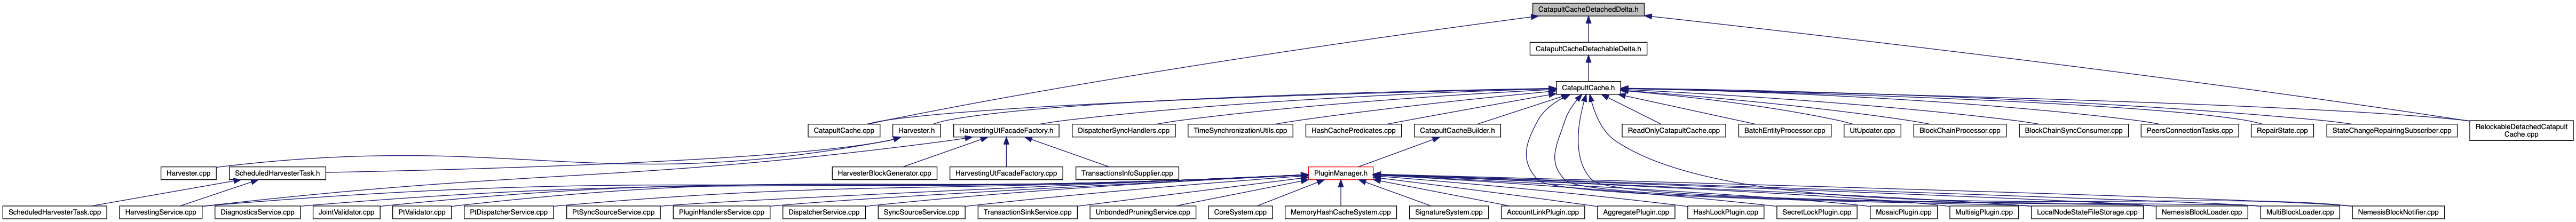 CatapultCacheDetachedDelta.h
CatapultCacheDetachableDelta.h
CatapultCache.h
CatapultCache.cpp
Harvester.h
HarvestingUtFacadeFactory.h
DispatcherSyncHandlers.cpp
TimeSynchronizationUtils.cpp
HashCachePredicates.cpp
CatapultCacheBuilder.h
ReadOnlyCatapultCache.cpp
BatchEntityProcessor.cpp
UtUpdater.cpp
BlockChainProcessor.cpp
BlockChainSyncConsumer.cpp
PeersConnectionTasks.cpp
RepairState.cpp
StateChangeRepairingSubscriber.cpp
RelockableDetachedCatapult
Cache.cpp
Harvester.cpp
ScheduledHarvesterTask.h
HarvesterBlockGenerator.cpp
HarvestingUtFacadeFactory.cpp
TransactionsInfoSupplier.cpp
PluginManager.h
ScheduledHarvesterTask.cpp
HarvestingService.cpp
DiagnosticsService.cpp
JointValidator.cpp
PtValidator.cpp
PtDispatcherService.cpp
PtSyncSourceService.cpp
PluginHandlersService.cpp
DispatcherService.cpp
SyncSourceService.cpp
TransactionSinkService.cpp
UnbondedPruningService.cpp
CoreSystem.cpp
MemoryHashCacheSystem.cpp
SignatureSystem.cpp
AccountLinkPlugin.cpp
AggregatePlugin.cpp
HashLockPlugin.cpp
SecretLockPlugin.cpp
MosaicPlugin.cpp
MultisigPlugin.cpp
LocalNodeStateFileStorage.cpp
NemesisBlockLoader.cpp
MultiBlockLoader.cpp
NemesisBlockNotifier.cpp